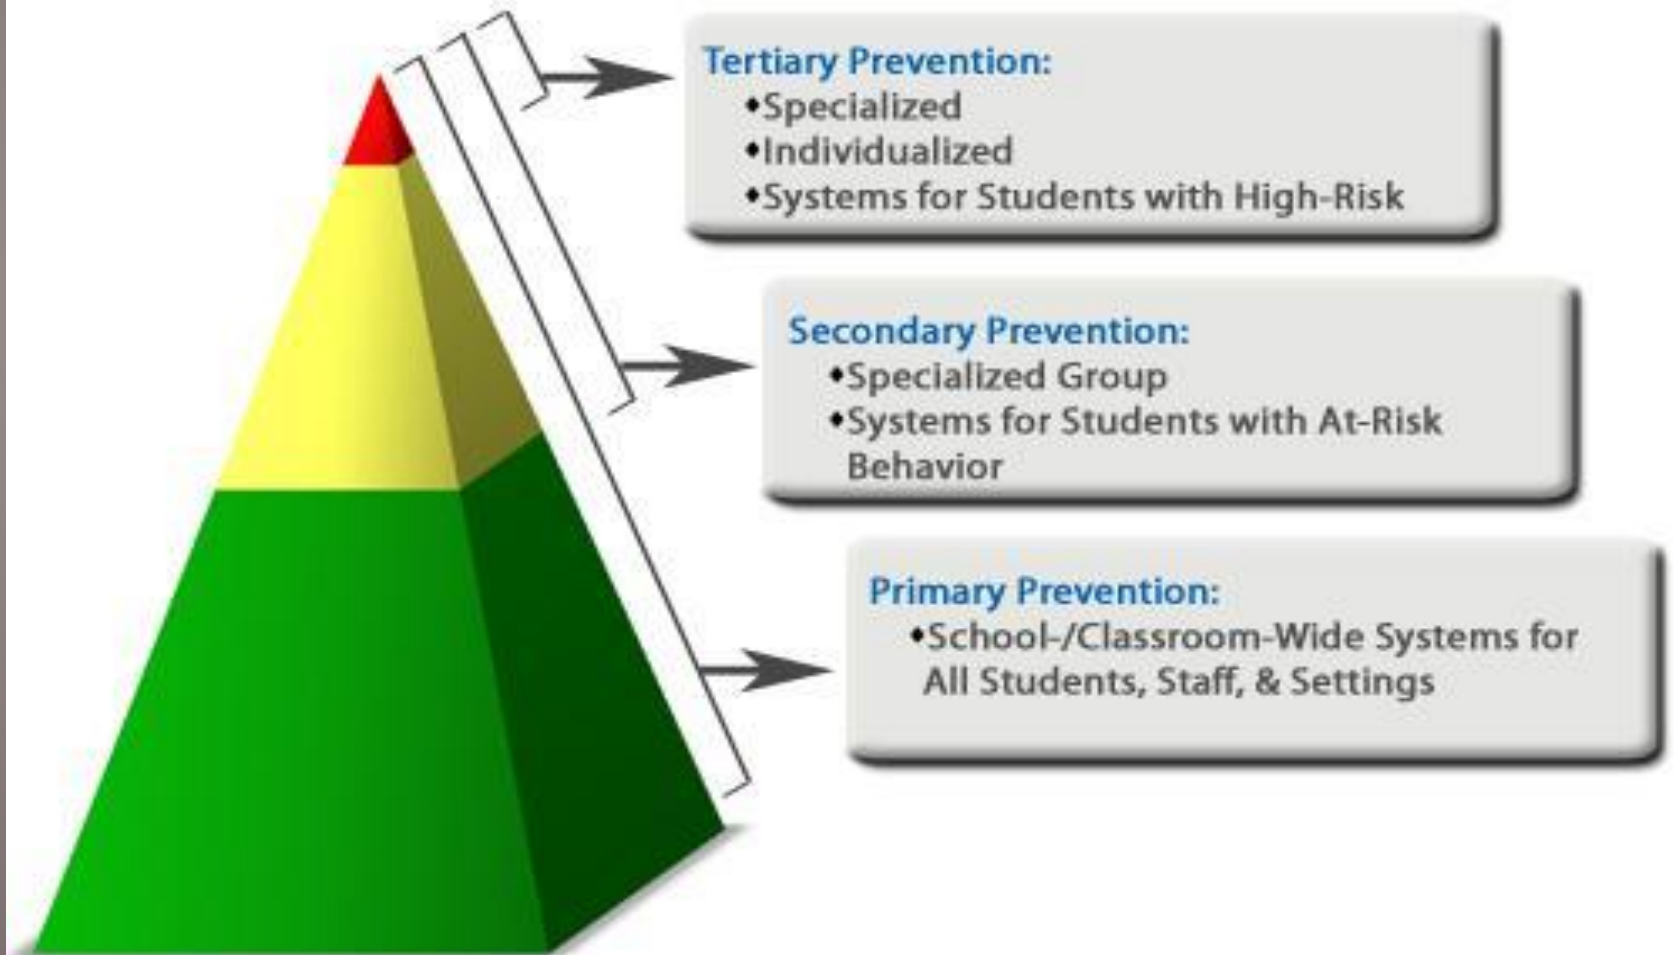 Tertiary Prevention:
◆Specialized
◆Individualized
◆Systems for Students with High-Risk
Secondary Prevention:
◆Specialized Group
◆Systems for Students with At-Risk
Behavior
Primary Prevention:
◆School-/Classroom-Wide Systems for
All Students, Staff, & Settings